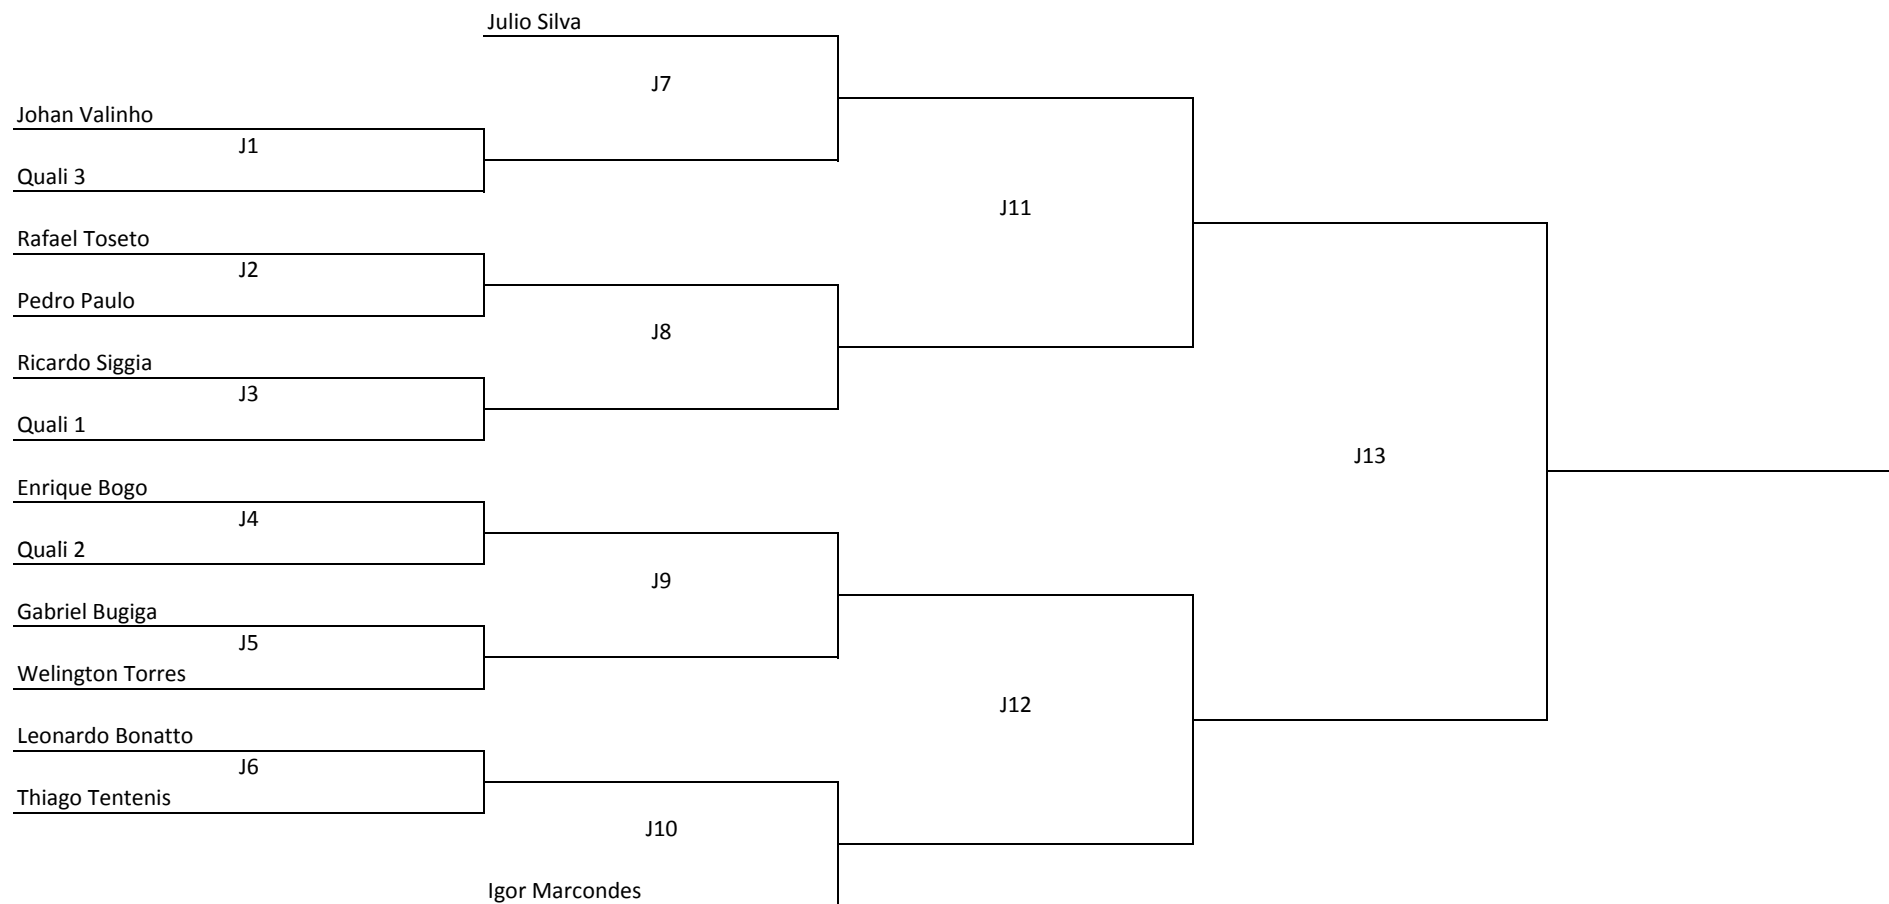 Julio Silva
J7
Johan Valinho
J1
Quali 3
J11
Rafael Toseto
J2
Pedro Paulo
J8
Ricardo Siggia
J3
Quali 1
J13
Enrique Bogo
J4
Quali 2
J9
Gabriel Bugiga
J5
Welington Torres
J12
Leonardo Bonatto
J6
Thiago Tentenis
J10
Igor Marcondes